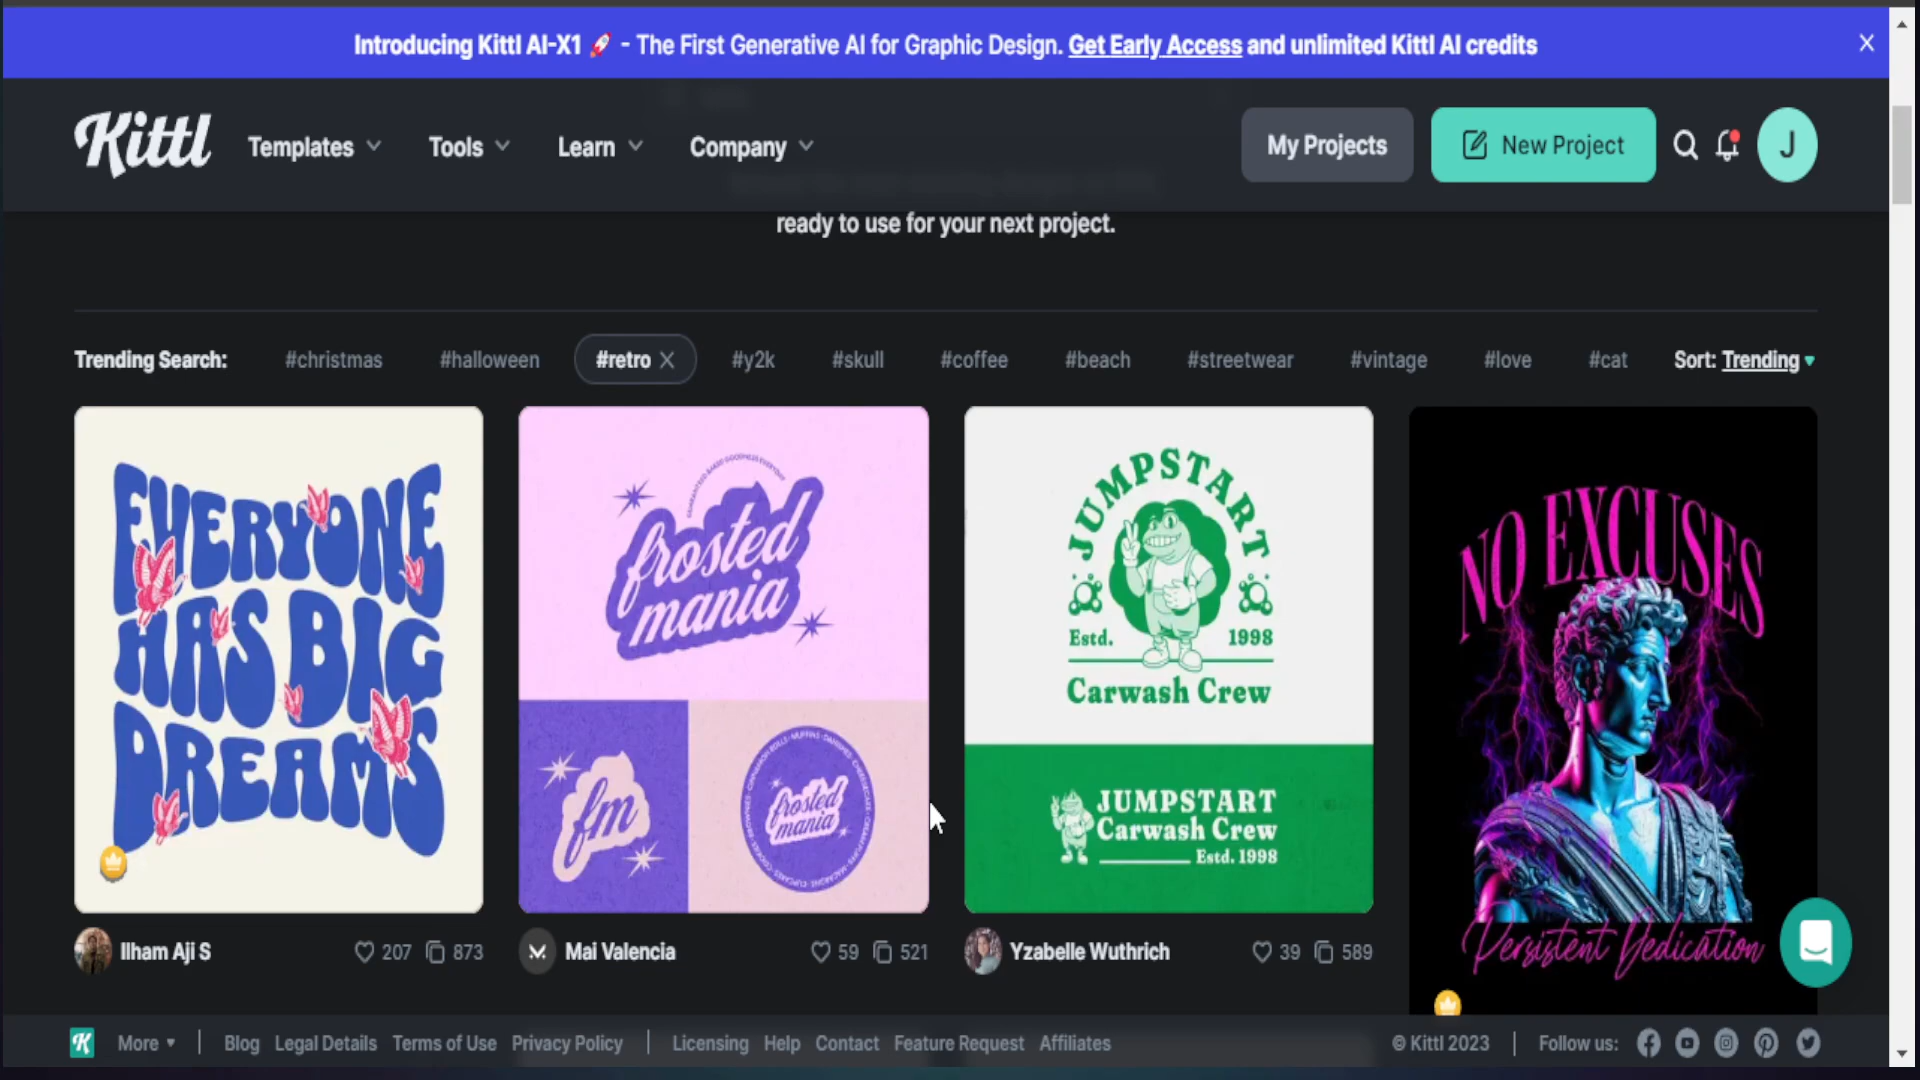 Introducing Kittl AI-X1 🚀 - The First Generative AI for Graphic Design. Get Early Access and unlimited Kittl AI credits
Kittl
Templates
Tools
Learn
Company
My Projects
New Project
J
ready to use for your next project.
Trending Search:
#christmas
#halloween
#retro
#y2k
#skull
#coffee
#beach
#streetwear
#vintage
#love
#cat
Sort: Trending
EVERYONE
HAS BIG
DREAMS
frosted
mania
fm
frosted
mania
JUMPSTART
Estd. 1998
Carwash Crew
JUMPSTART
Carwash Crew
Estd. 1998
NO EXCUSES
Persistent Dedication
Ilham Aji S
207
873
Mai Valencia
59
521
Yzabelle Wuthrich
39
589
K
More
Blog
Legal Details
Terms of Use
Privacy Policy
Licensing
Help
Contact
Feature Request
Affiliates
© Kittl 2023
Follow us: